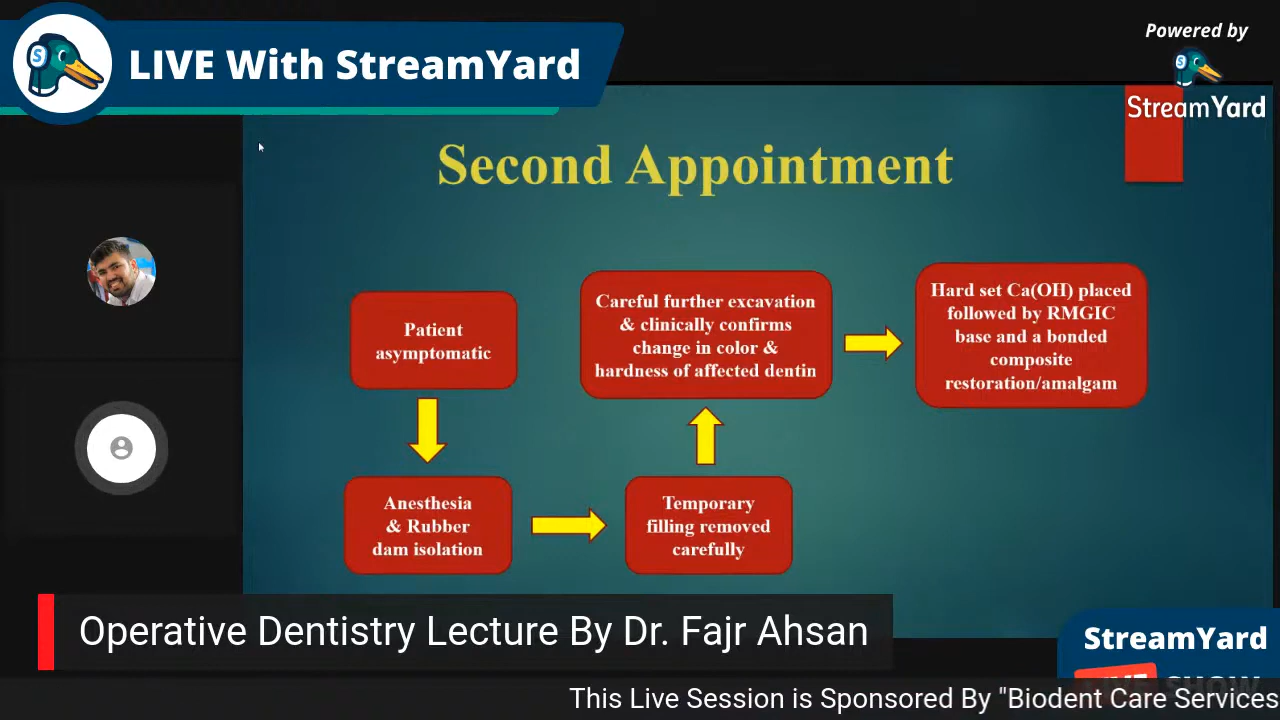 LIVE With StreamYard
Powered by
StreamYard
Second Appointment
Patient
asymptomatic
Anesthesia
& Rubber
dam isolation
Temporary
filling removed
carefully
Careful further excavation
& clinically confirms
change in color &
hardness of affected dentin
Hard set Ca(OH) placed
followed by RMGIC
base and a bonded
composite
restoration/amalgam
Operative Dentistry Lecture By Dr. Fajr Ahsan
StreamYard
LIVE SHOW
This Live Session is Sponsored By "Biodent Care Services